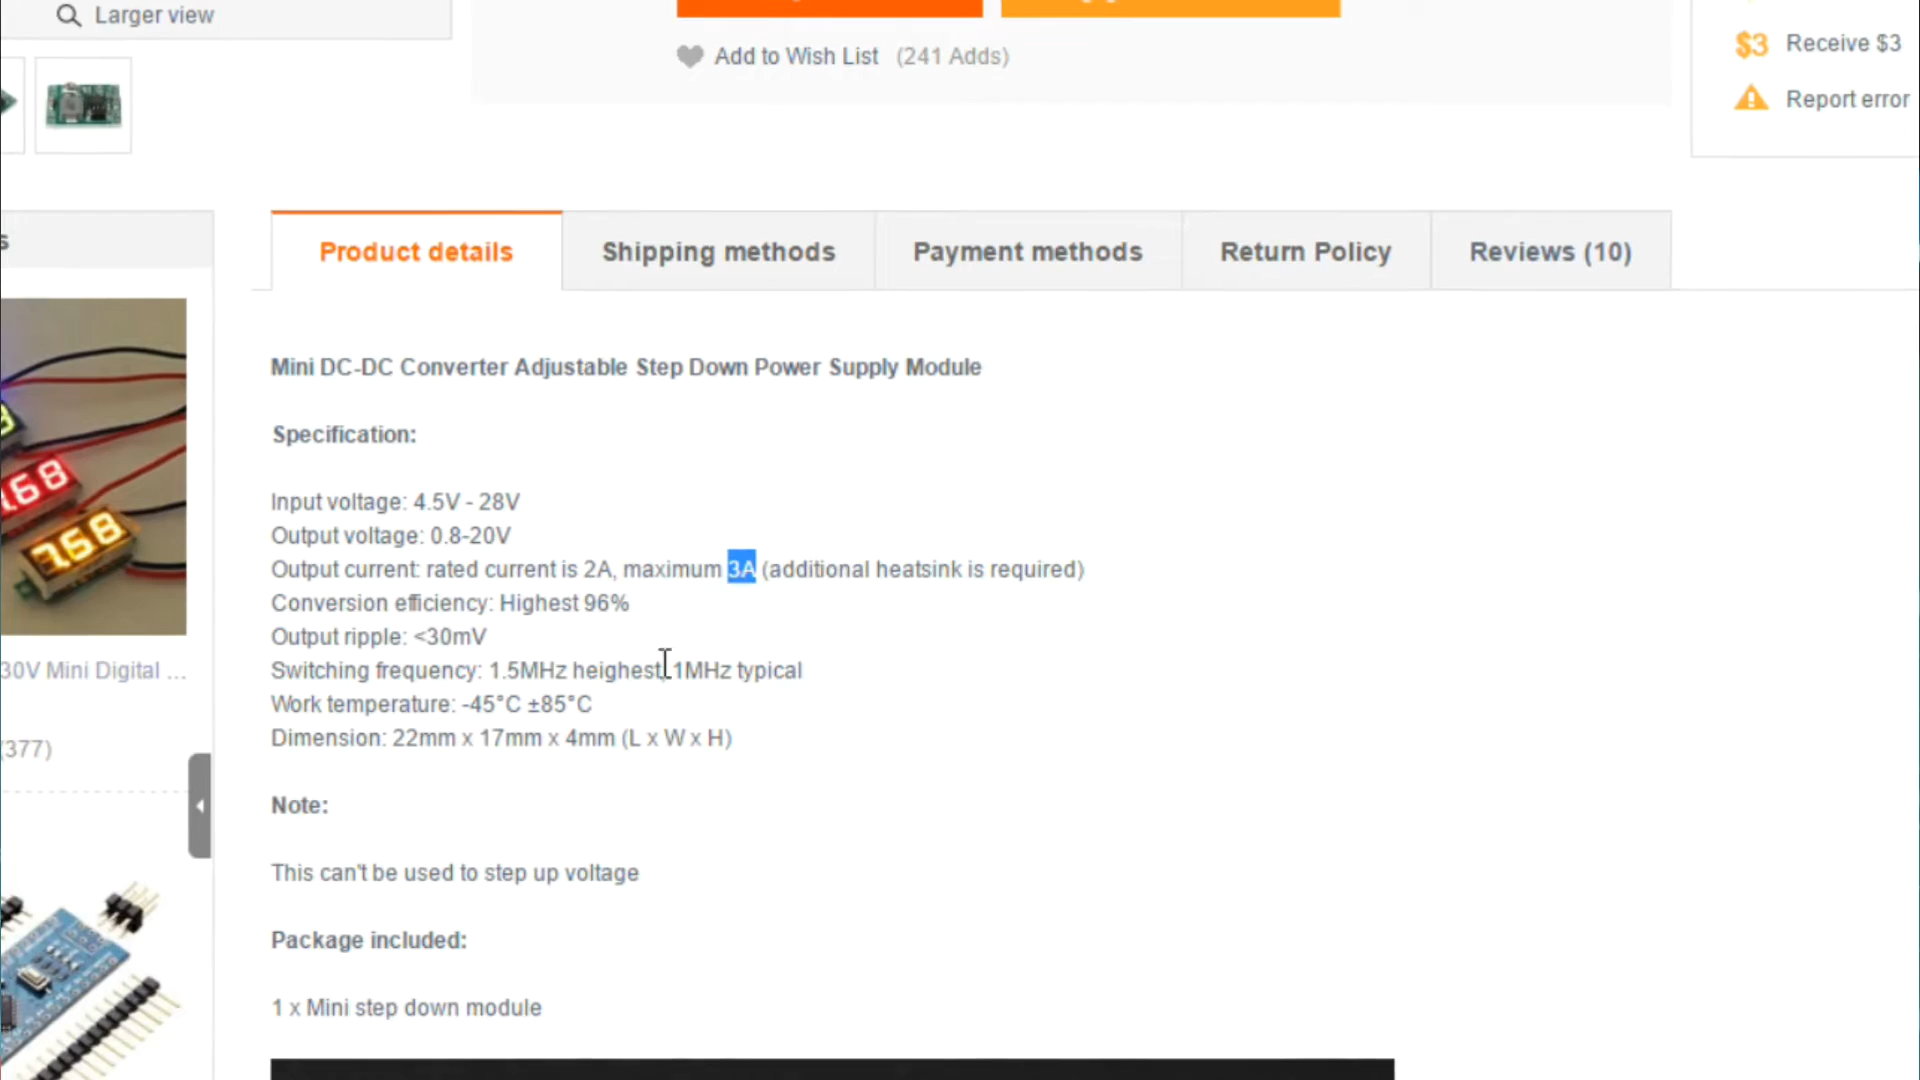 Larger view
Add to Wish List (241 Adds)
$3 Receive $3
Report error
s
Product details
Shipping methods
Payment methods
Return Policy
Reviews (10)
168
768
30V Mini Digital ...
(377)
Mini DC-DC Converter Adjustable Step Down Power Supply Module
Specification:
Input voltage: 4.5V - 28V
Output voltage: 0.8-20V
Output current: rated current is 2A, maximum 3A (additional heatsink is required)
Conversion efficiency: Highest 96%
Output ripple: <30mV
Switching frequency: 1.5MHz heighest, 1MHz typical
Work temperature: -45°C ±85°C
Dimension: 22mm x 17mm x 4mm (L x W x H)
Note:
This can't be used to step up voltage
Package included:
1 x Mini step down module